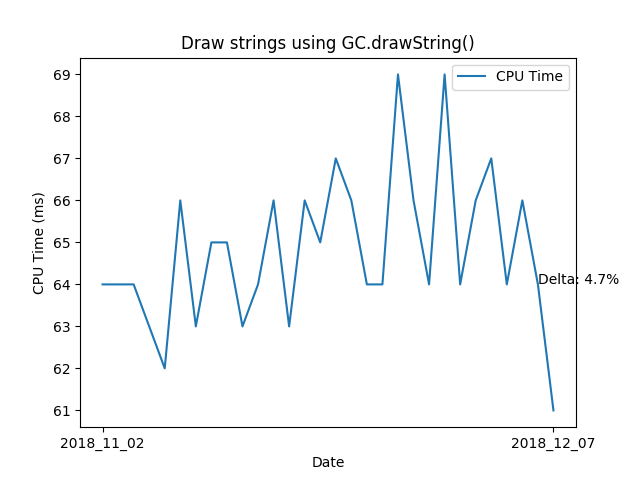 Draw strings using GC.drawString()
CPU Time
69
68
67
66
65
64
63
62
61
CPU Time (ms)
Delta: 4.7%
2018_11_02
2018_12_07
Date